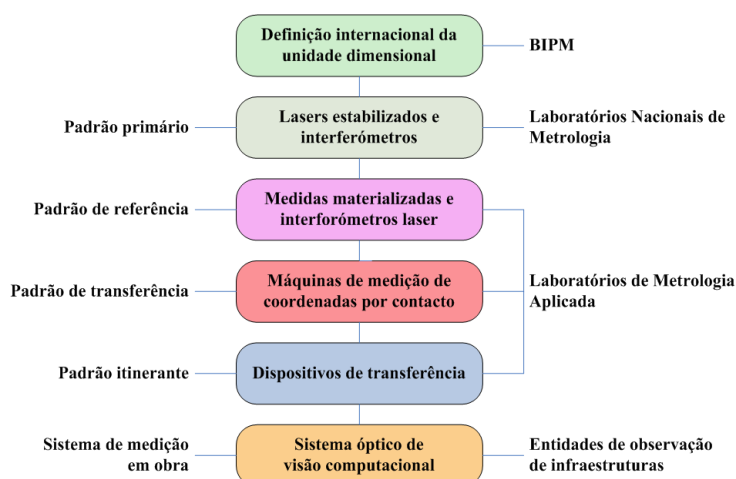 Definição internacional da
unidade dimensional
BIPM
Padrão primário
Lasers estabilizados e
interferómetros
Laboratórios Nacionais de
Metrologia
Padrão de referência
Medidas materializadas e
interforómetros laser
Padrão de transferência
Máquinas de medição de
coordenadas por contacto
Laboratórios de Metrologia
Aplicada
Padrão itinerante
Dispositivos de transferência
Sistema de medição
em obra
Sistema óptico de
visão computacional
Entidades de observação
de infraestruturas